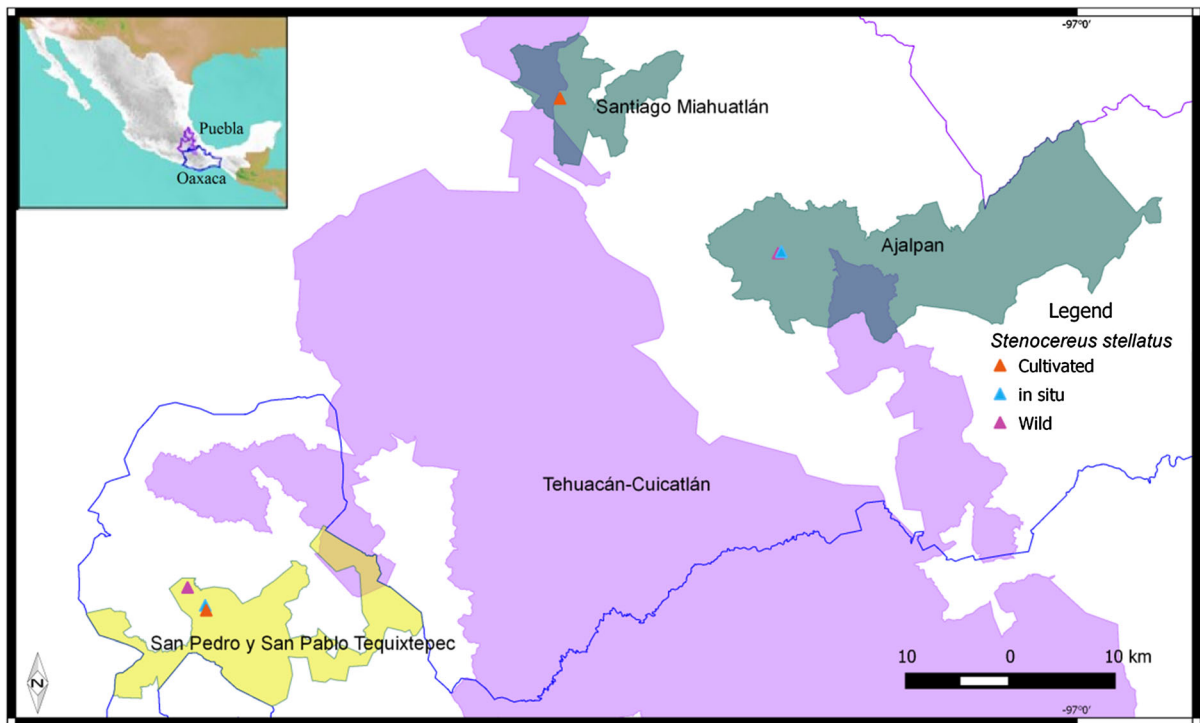 -97°0'
Puebla
Oaxaca
Santiago Miahuatlán
Ajalpan
Legend
Stenocereus stellatus
Cultivated
in situ
Wild
Tehuacán-Cuicatlán
San Pedro y San Pablo Tequixtepec
10 0 10 km
N
-97°0'